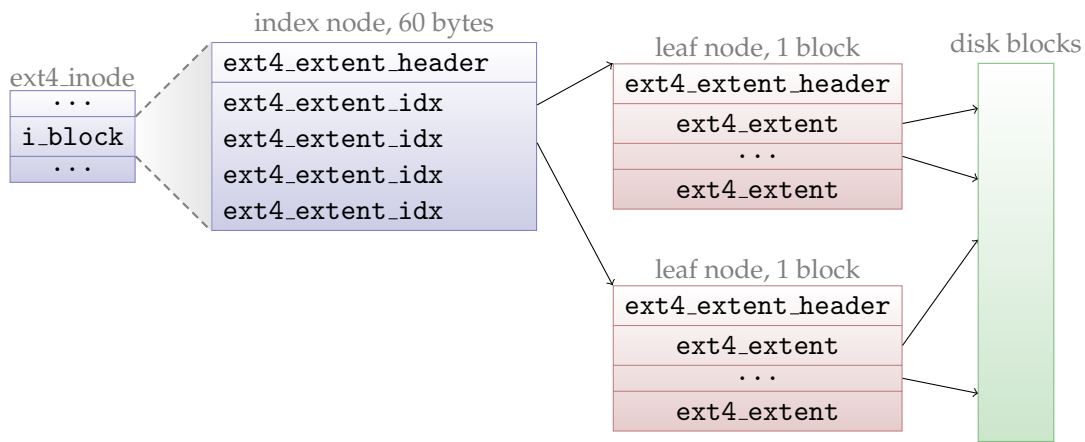 ext4_inode
...
i_block
...
index node, 60 bytes
ext4_extent_header
ext4_extent_idx
ext4_extent_idx
ext4_extent_idx
ext4_extent_idx
leaf node, 1 block
ext4_extent_header
ext4_extent
...
ext4_extent
leaf node, 1 block
ext4_extent_header
ext4_extent
...
ext4_extent
disk blocks